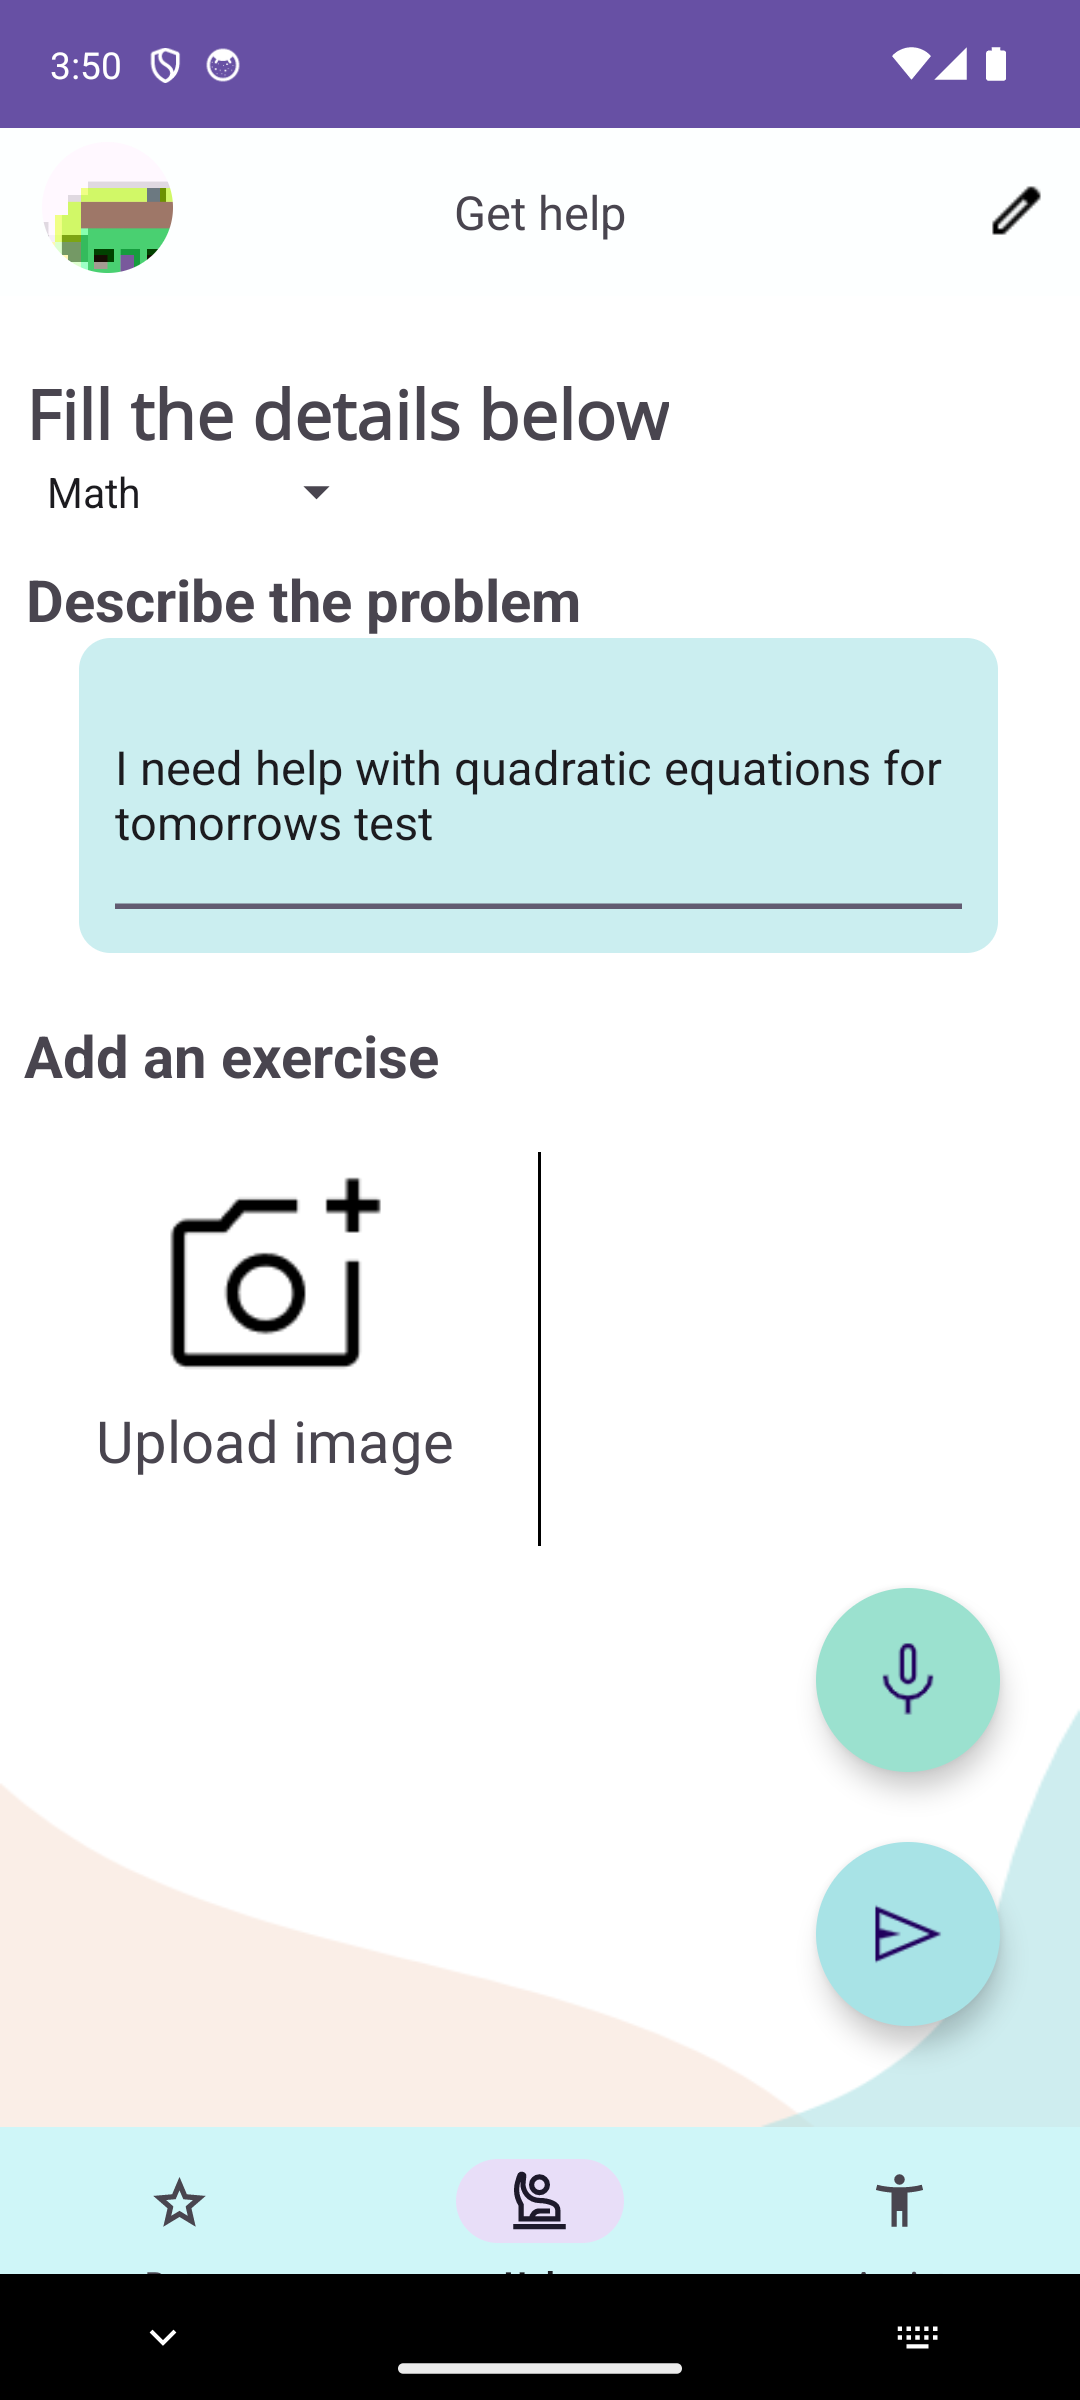 3:50
Get help
Fill the details below
Math
Describe the problem
I need help with quadratic equations for
tomorrows test
Add an exercise
Upload image